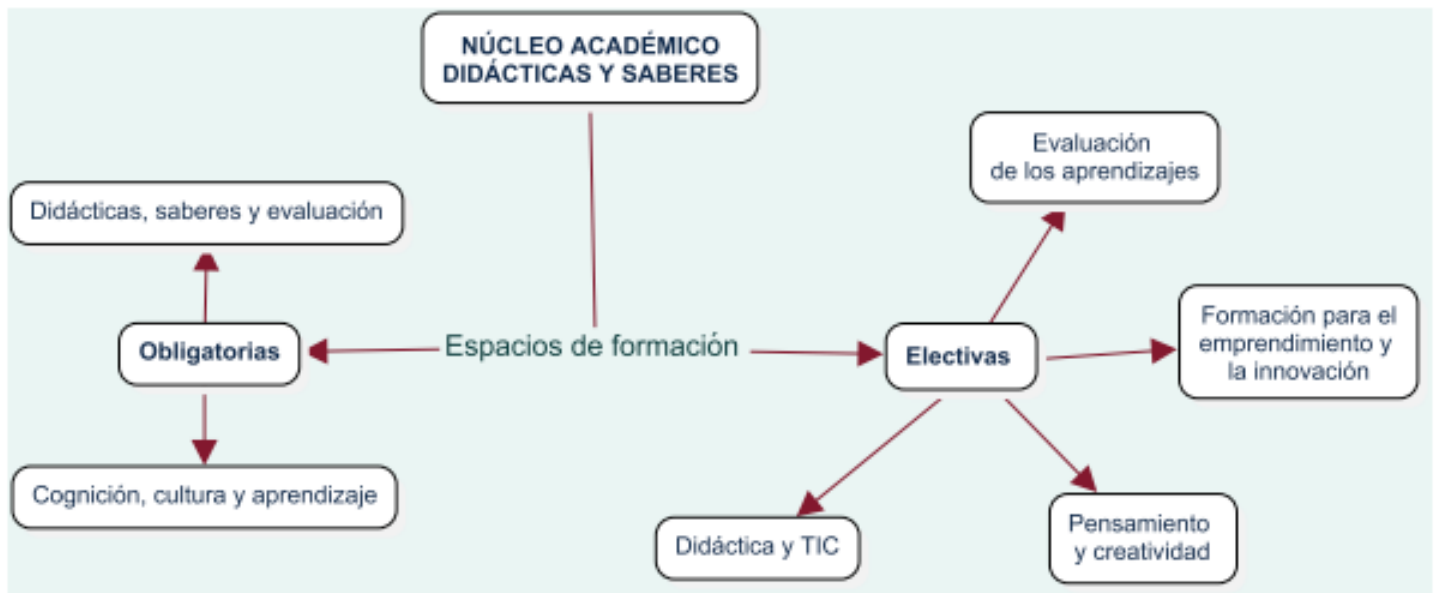 NÚCLEO ACADÉMICO
DIDÁCTICAS Y SABERES
Evaluación
de los aprendizajes
Didácticas, saberes y evaluación
Formación para el
emprendimiento y
la innovación
Obligatorias
Espacios de formación
Electivas
Cognición, cultura y aprendizaje
Didáctica y TIC
Pensamiento
y creatividad